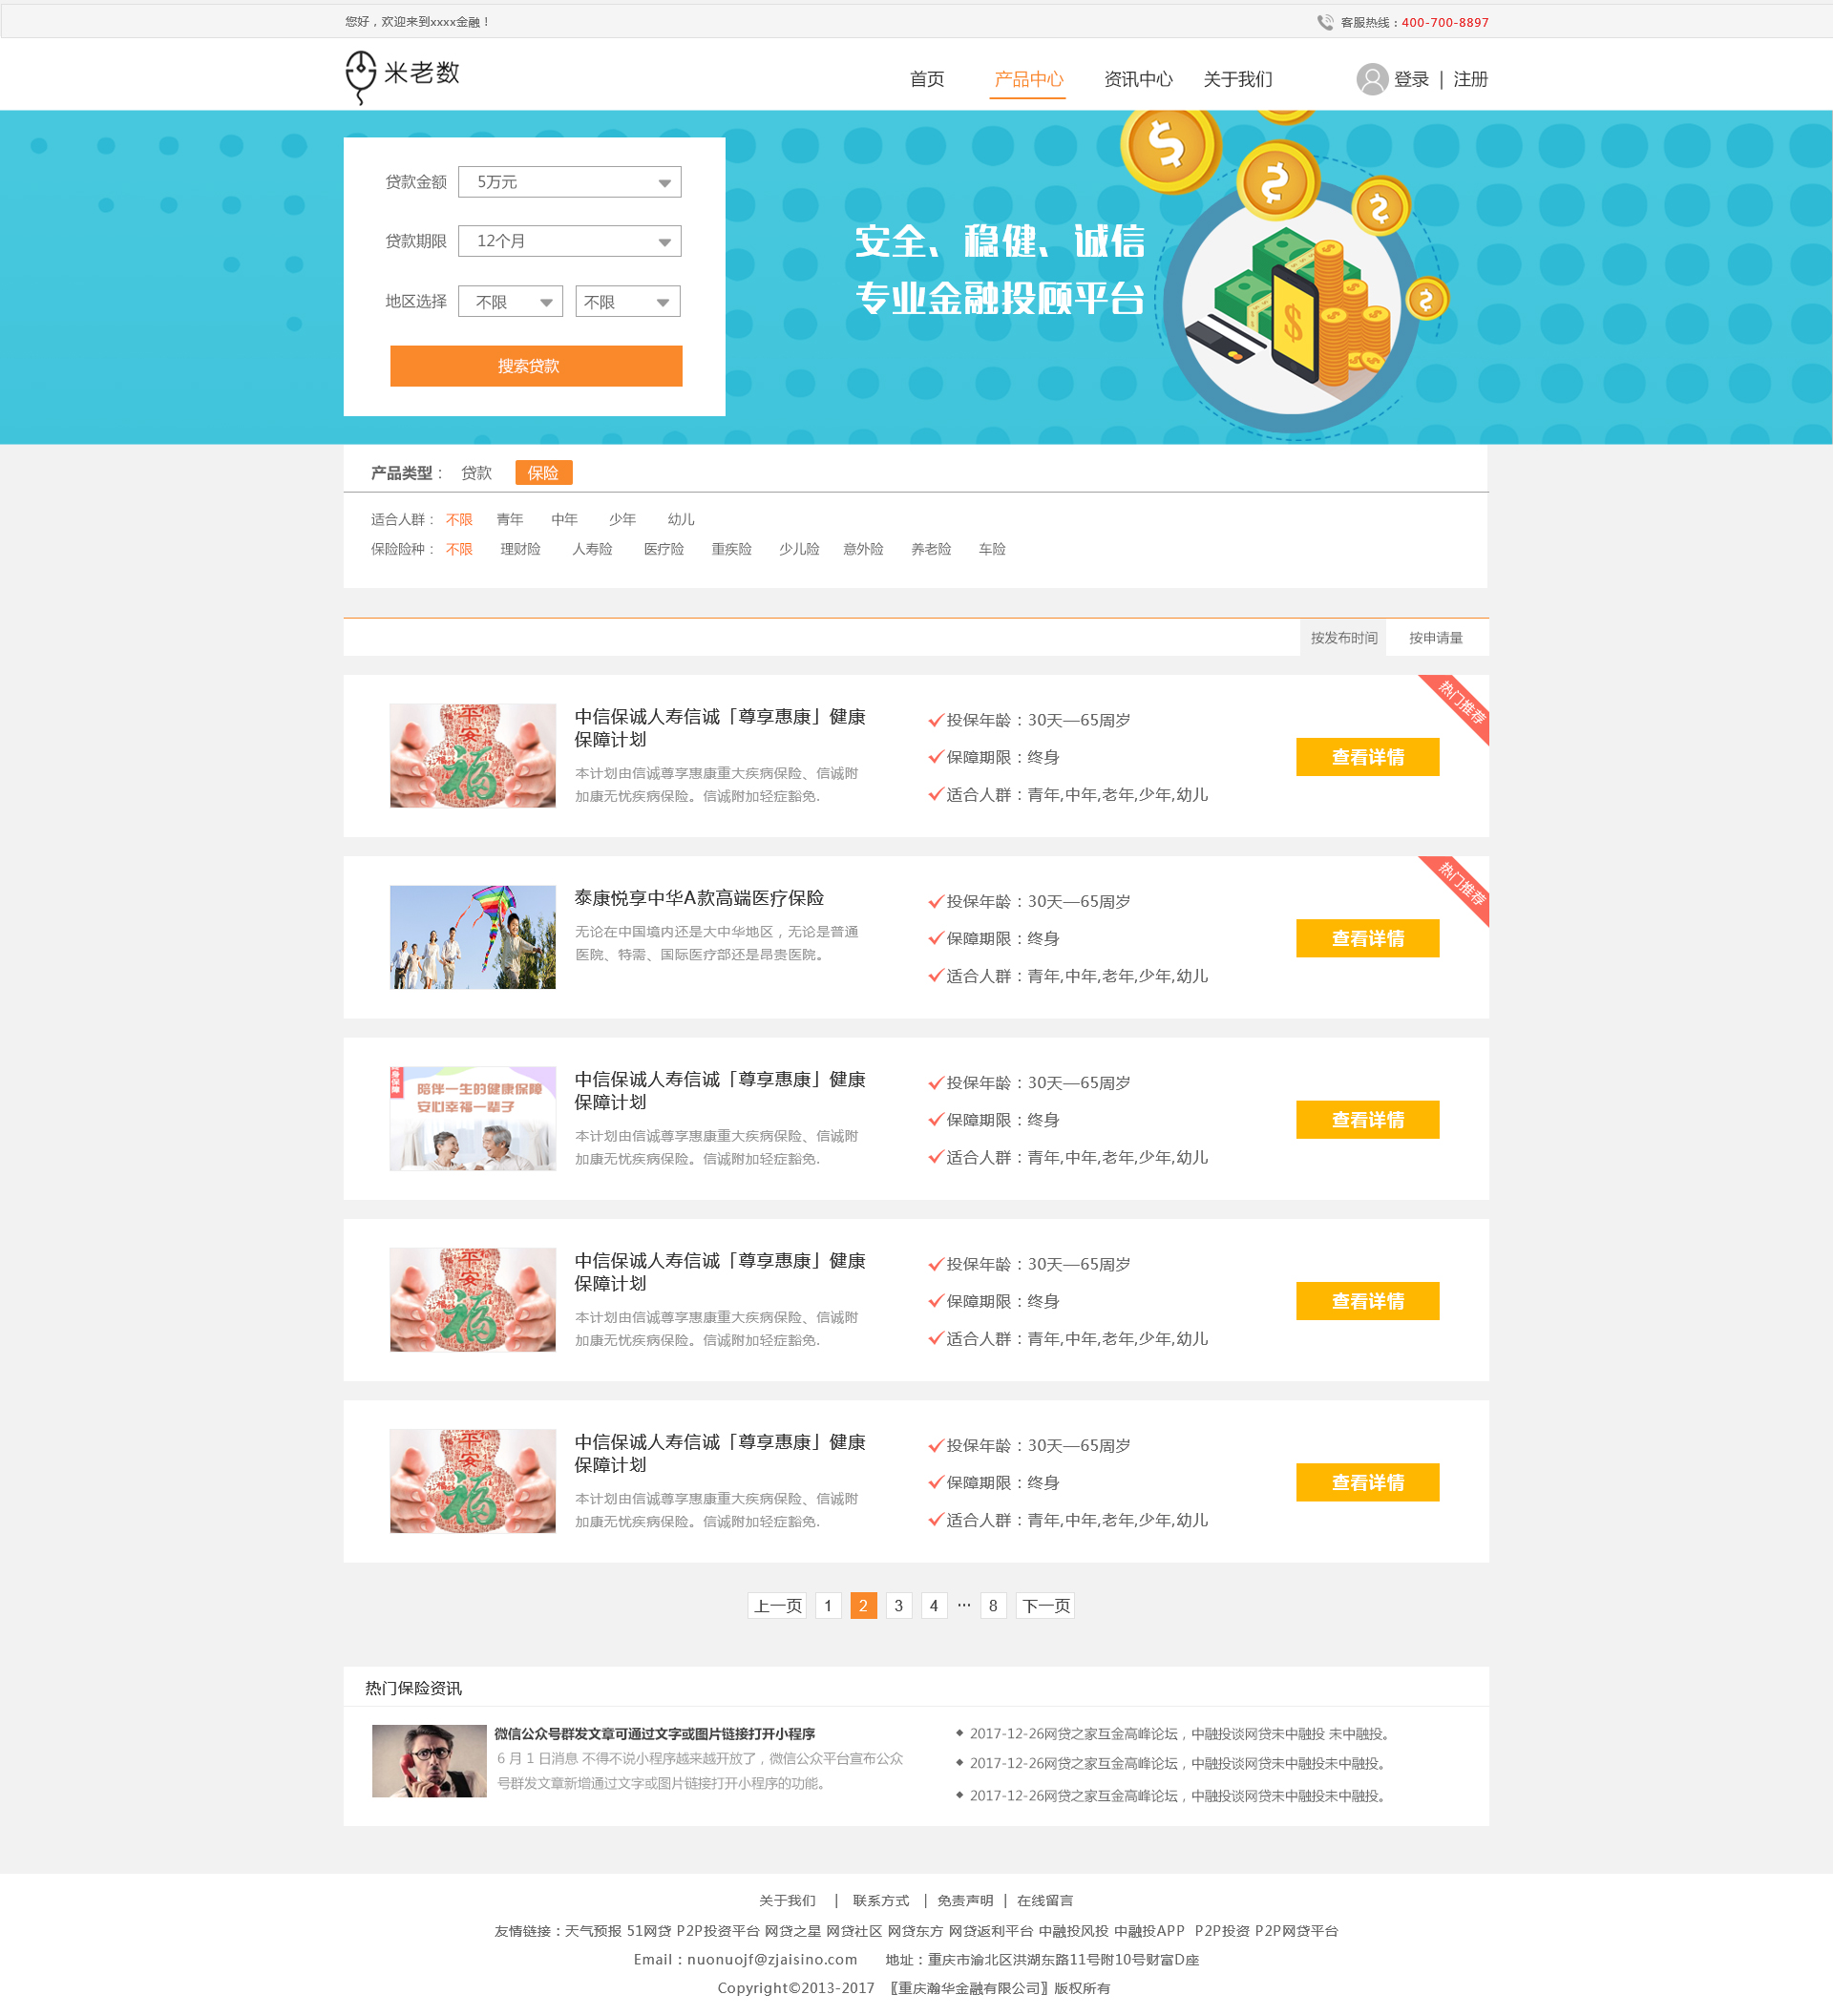 您好，欢迎来到xxxx金融！
客服热线：400-700-8897
米老数
首页 产品中心 资讯中心 关于我们 登录 | 注册
贷款金额 5万元
贷款期限 12个月
地区选择 不限 不限
搜索贷款
安全、稳健、诚信
专业金融投顾平台
产品类型： 贷款 保险
适合人群： 不限 青年 中年 少年 幼儿
保险险种： 不限 理财险 人寿险 医疗险 重疾险 少儿险 意外险 养老险 车险
按发布时间 按申请量
热门推荐
平安
福
中信保诚人寿信诚「尊享惠康」健康
保障计划
本计划由信诚尊享惠康重大疾病保险、信诚附
加康无忧疾病保险。信诚附加轻症豁免.
投保年龄：30天—65周岁
保障期限：终身
适合人群：青年,中年,老年,少年,幼儿
查看详情
热门推荐
泰康悦享中华A款高端医疗保险
无论在中国境内还是大中华地区，无论是普通
医院、特需、国际医疗部还是昂贵医院。
投保年龄：30天—65周岁
保障期限：终身
适合人群：青年,中年,老年,少年,幼儿
查看详情
陪伴一生的健康保障
安心幸福一辈子
中信保诚人寿信诚「尊享惠康」健康
保障计划
本计划由信诚尊享惠康重大疾病保险、信诚附
加康无忧疾病保险。信诚附加轻症豁免.
投保年龄：30天—65周岁
保障期限：终身
适合人群：青年,中年,老年,少年,幼儿
查看详情
平安
福
中信保诚人寿信诚「尊享惠康」健康
保障计划
本计划由信诚尊享惠康重大疾病保险、信诚附
加康无忧疾病保险。信诚附加轻症豁免.
投保年龄：30天—65周岁
保障期限：终身
适合人群：青年,中年,老年,少年,幼儿
查看详情
平安
福
中信保诚人寿信诚「尊享惠康」健康
保障计划
本计划由信诚尊享惠康重大疾病保险、信诚附
加康无忧疾病保险。信诚附加轻症豁免.
投保年龄：30天—65周岁
保障期限：终身
适合人群：青年,中年,老年,少年,幼儿
查看详情
上一页 1 2 3 4 ··· 8 下一页
热门保险资讯
微信公众号群发文章可通过文字或图片链接打开小程序
6 月 1 日消息 不得不说小程序越来越开放了，微信公众平台宣布公众
号群发文章新增通过文字或图片链接打开小程序的功能。
2017-12-26网贷之家互金高峰论坛，中融投谈网贷未中融投 未中融投。
2017-12-26网贷之家互金高峰论坛，中融投谈网贷未中融投未中融投。
2017-12-26网贷之家互金高峰论坛，中融投谈网贷未中融投未中融投。
关于我们 | 联系方式 | 免责声明 | 在线留言
友情链接：天气预报 51网贷 P2P投资平台 网贷之星 网贷社区 网贷东方 网贷返利平台 中融投风投 中融投APP P2P投资 P2P网贷平台
Email：nuonuojf@zjaisino.com 地址：重庆市渝北区洪湖东路11号附10号财富D座
Copyright©2013-2017 〖重庆瀚华金融有限公司〗版权所有